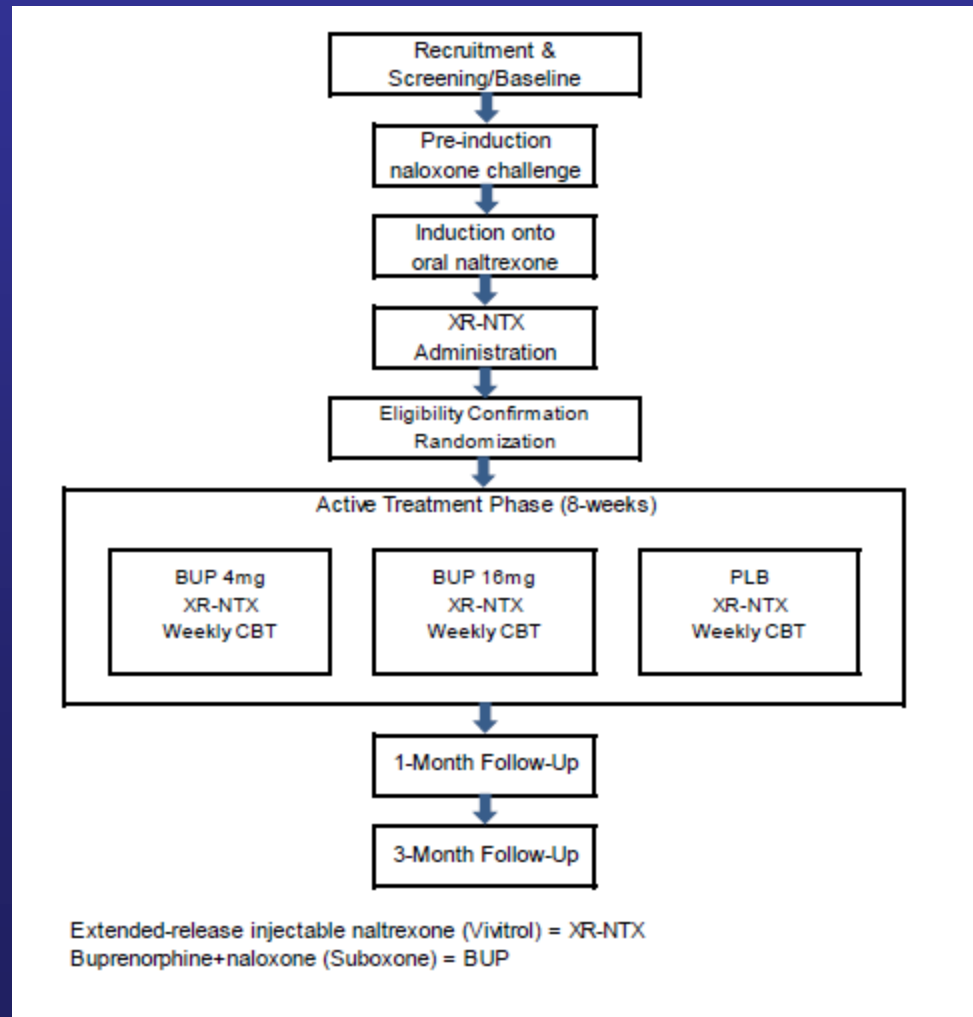 Recruitment &
Screening/Baseline
Pre-induction
naloxone challenge
Induction onto
oral naltrexone
XR-NTX
Administration
Eligibility Confirmation
Randomization
Active Treatment Phase (8-weeks)
BUP 4mg
XR-NTX
Weekly CBT
BUP 16mg
XR-NTX
Weekly CBT
PLB
XR-NTX
Weekly CBT
1-Month Follow-Up
3-Month Follow-Up
Extended-release injectable naltrexone (Vivitrol) = XR-NTX
Buprenorphine+naloxone (Suboxone) = BUP